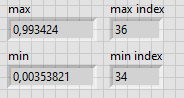 max max index
0,993424 36
min min index
0,00353821 34